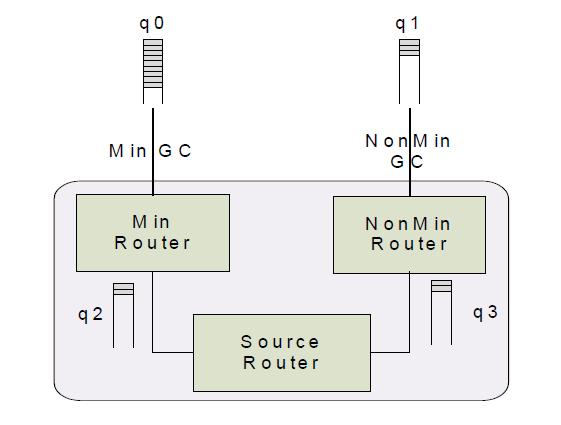 q0
q1
Min GC
NonMin
GC
Min
Router
NonMin
Router
q2
q3
Source
Router